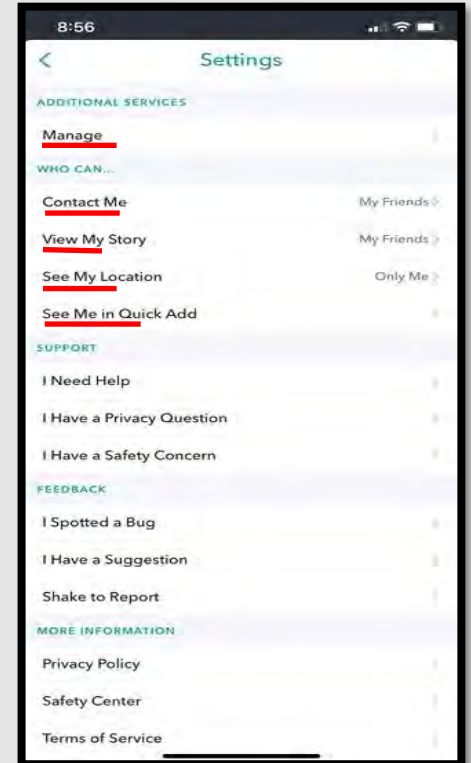 8:56
Settings
ADDITIONAL SERVICES
Manage
WHO CAN...
Contact Me My Friends
View My Story My Friends
See My Location Only Me
See Me in Quick Add
SUPPORT
I Need Help
I Have a Privacy Question
I Have a Safety Concern
FEEDBACK
I Spotted a Bug
I Have a Suggestion
Shake to Report
MORE INFORMATION
Privacy Policy
Safety Center
Terms of Service